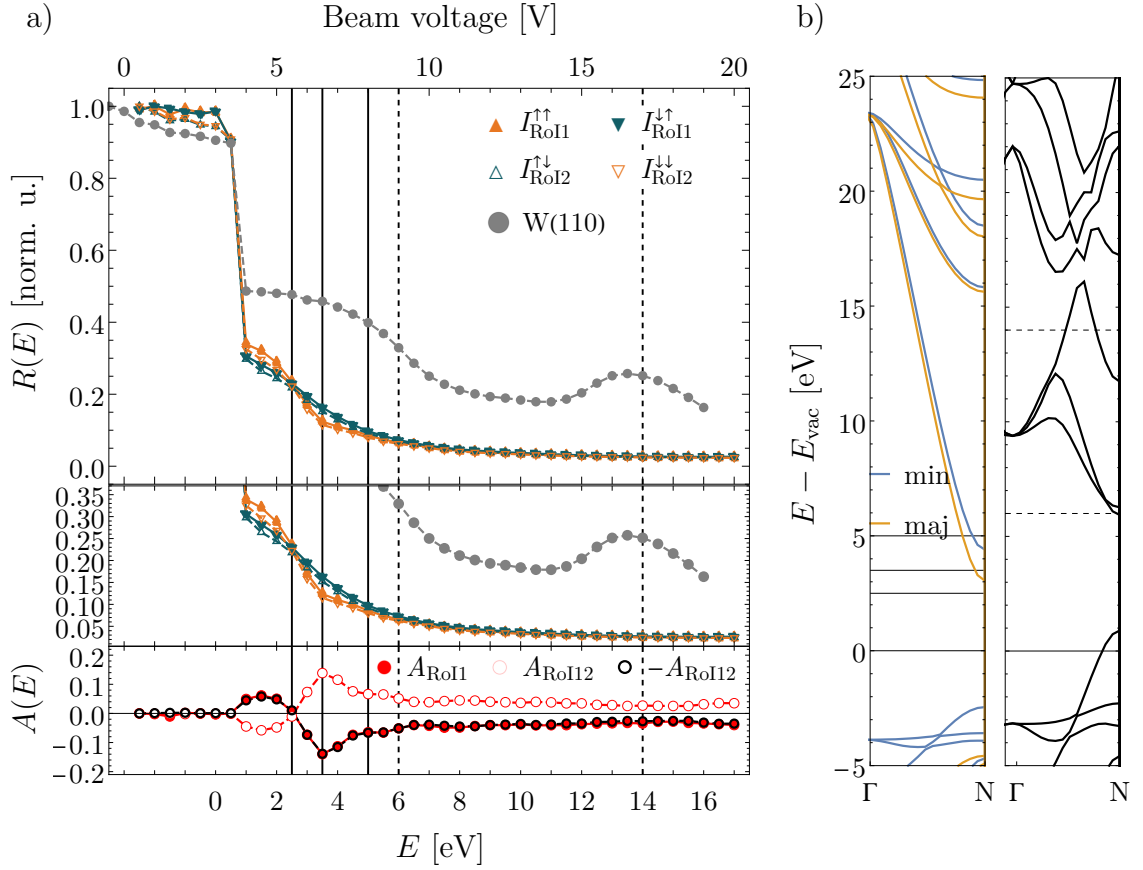 a)
Beam voltage [V]
0 5 10 15 20
R(E) [norm. u.]
1.0
0.8
0.6
0.4
0.2
0.0
I↑↑RoI1 I↓↑RoI1
I↑↓RoI2 I↓↓RoI2
W(110)
0.35
0.30
0.25
0.20
0.15
0.10
0.05
A(E)
0.2
0.1
0.0
−0.1
−0.2
ARoI1 ARoI12 −ARoI12
0 2 4 6 8 10 12 14 16
E [eV]
b)
E − Evac [eV]
25
20
15
10
5
0
−5
min
maj
Γ N Γ N